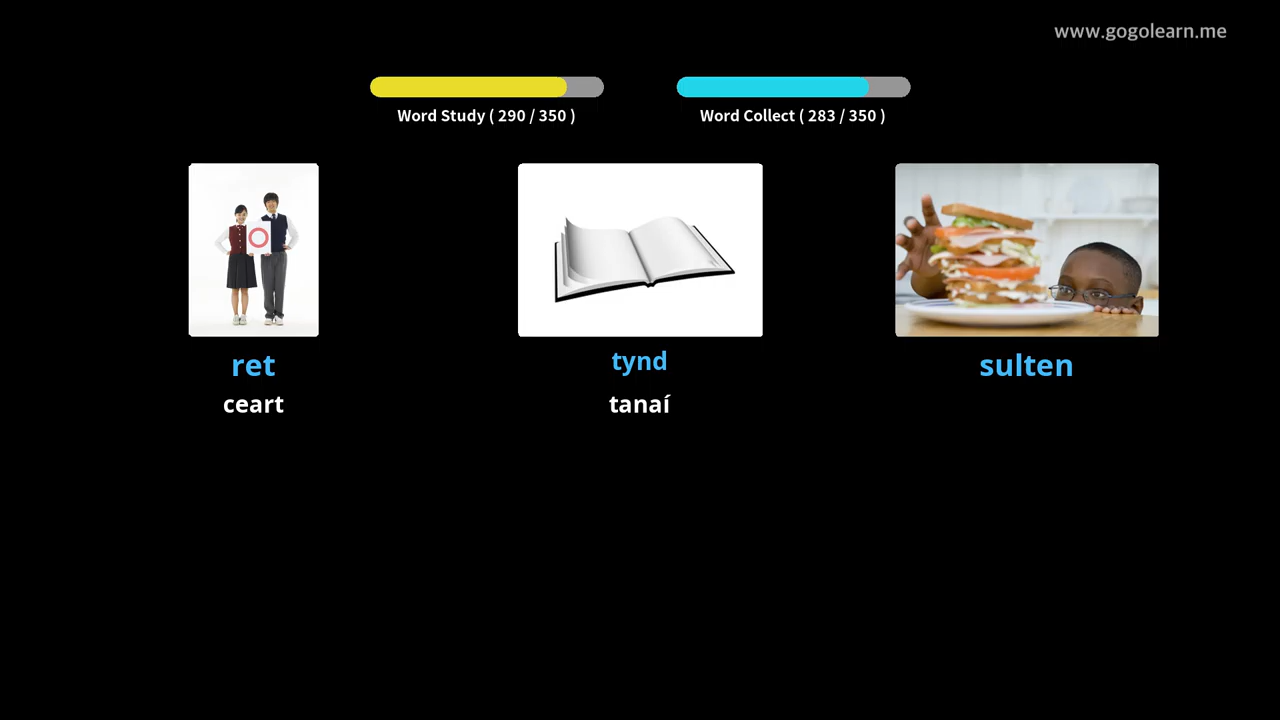 www.gogolearn.me
Word Study ( 290 / 350 )
Word Collect ( 283 / 350 )
ret
tynd
sulten
ceart
tanaí